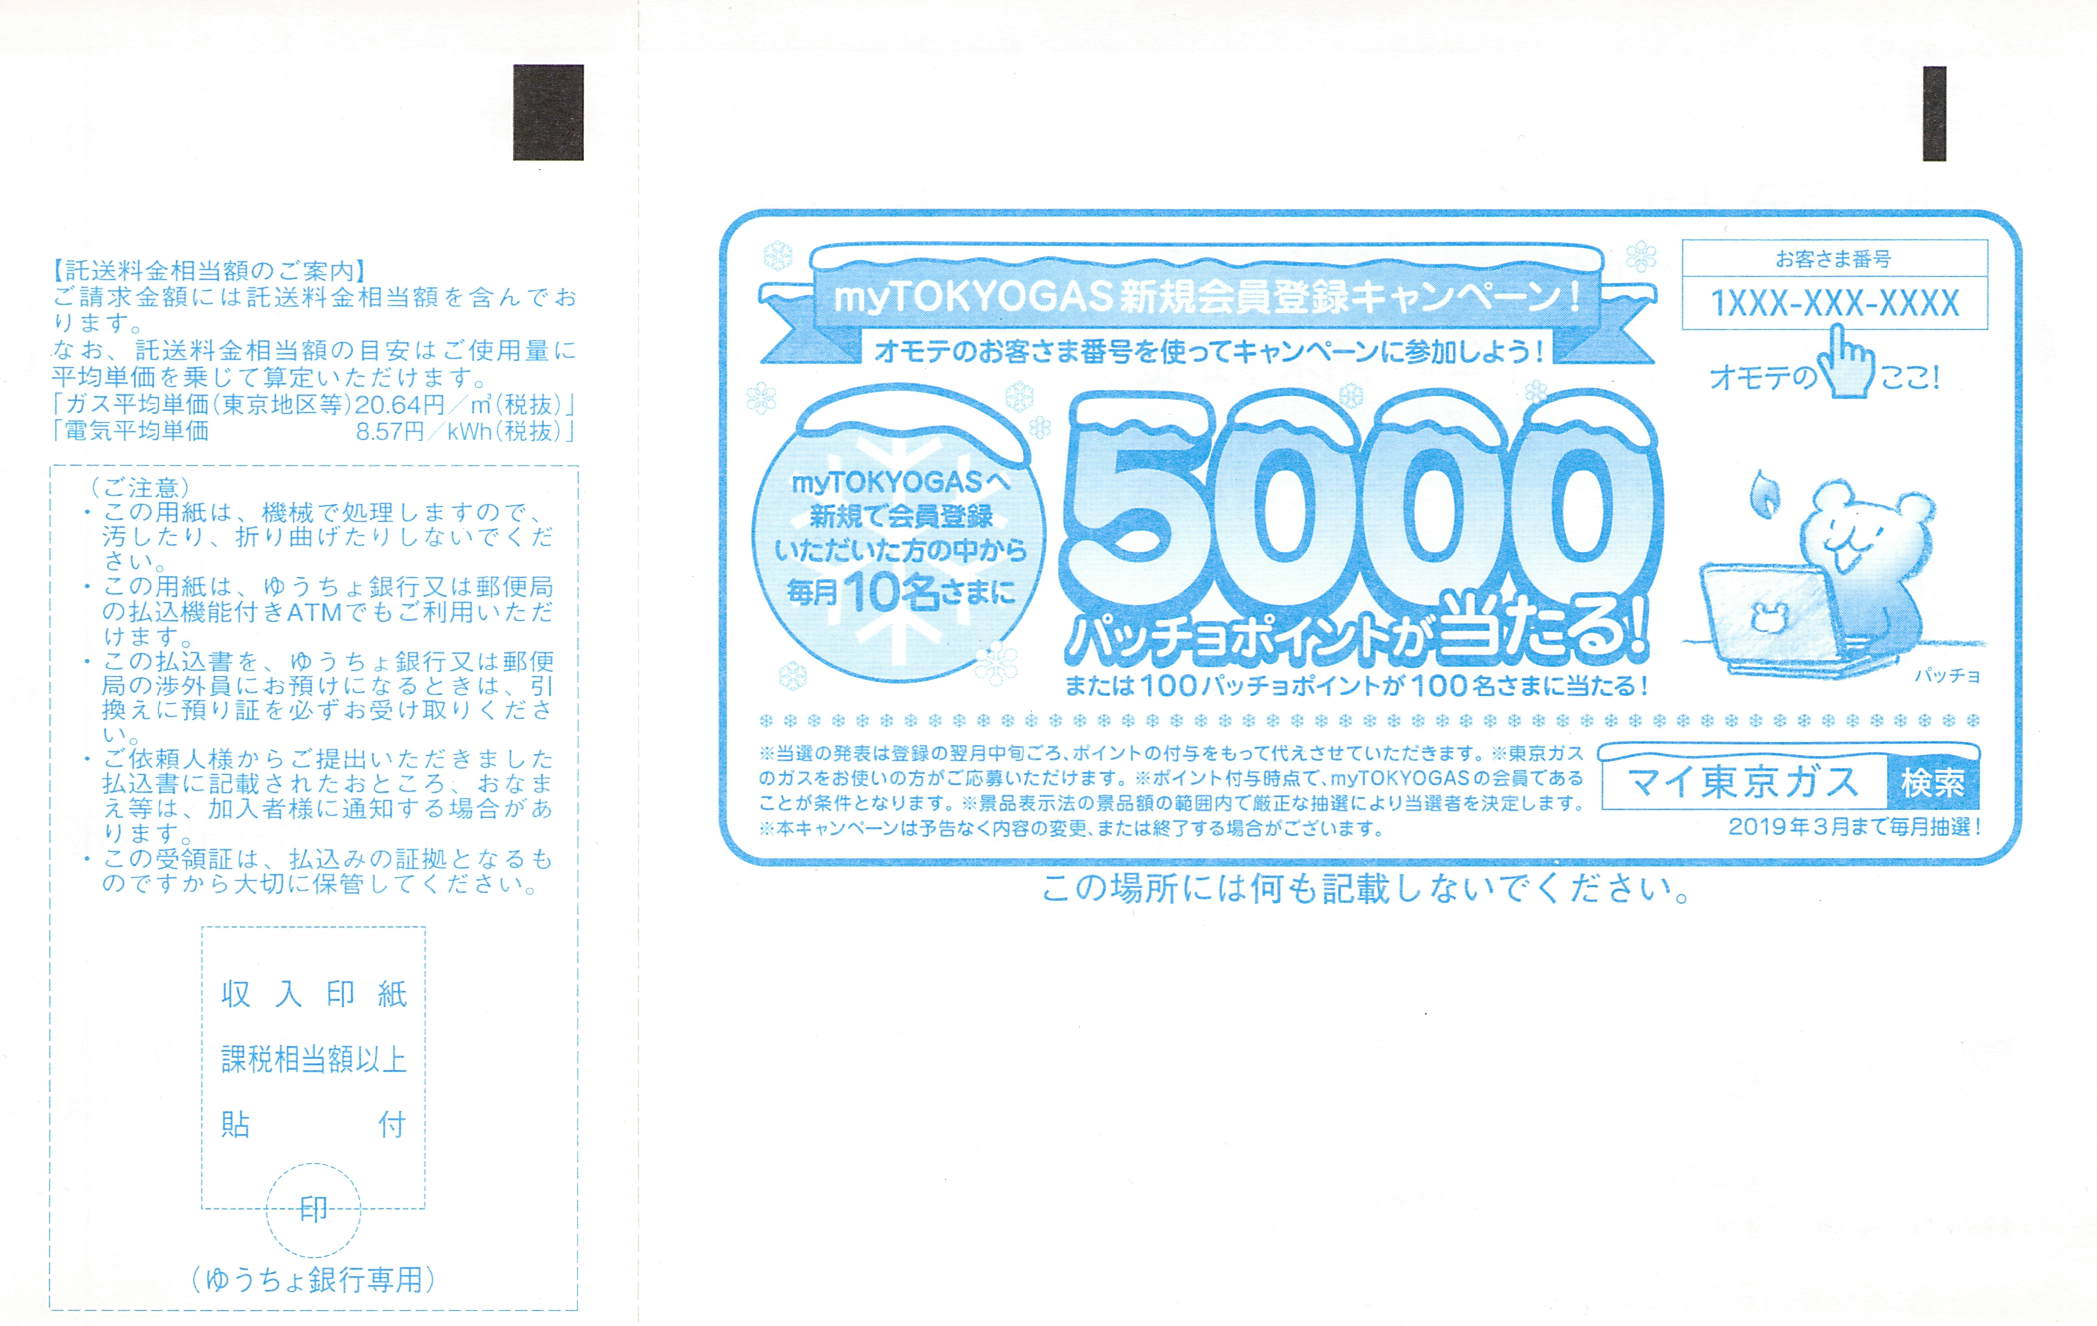 【託送料金相当額のご案内】
ご請求金額には託送料金相当額を含んでお
ります。
なお、託送料金相当額の目安はご使用量に
平均単価を乗じて算定いただけます。
「ガス平均単価(東京地区等)20.64円／㎥(税抜)」
「電気平均単価 8.57円／kWh(税抜)」
（ご注意）
・この用紙は、機械で処理しますので、
汚したり、折り曲げたりしないでくだ
さい。
・この用紙は、ゆうちょ銀行又は郵便局
の払込機能付きATMでもご利用いただ
けます。
・この払込書を、ゆうちょ銀行又は郵便
局の渉外員にお預けになるときは、引
換えに預り証を必ずお受け取りくださ
い。
・ご依頼人様からご提出いただきました
払込書に記載されたおところ、おなま
え等は、加入者様に通知する場合があ
ります。
・この受領証は、払込みの証拠となるも
のですから大切に保管してください。
収入印紙
課税相当額以上
貼付
印
（ゆうちょ銀行専用）
myTOKYOGAS新規会員登録キャンペーン！
オモテのお客さま番号を使ってキャンペーンに参加しよう！
お客さま番号
1XXX-XXX-XXXX
オモテのここ！
myTOKYOGASへ
新規で会員登録
いただいた方の中から
毎月10名さまに
5000
パッチョポイントが当たる！
または100パッチョポイントが100名さまに当たる！
パッチョ
※当選の発表は登録の翌月中旬ごろ、ポイントの付与をもって代えさせていただきます。※東京ガス
のガスをお使いの方がご応募いただけます。※ポイント付与時点で、myTOKYOGASの会員である
ことが条件となります。※景品表示法の景品額の範囲内で厳正な抽選により当選者を決定します。
※本キャンペーンは予告なく内容の変更、または終了する場合がございます。
マイ東京ガス 検索
2019年3月まで毎月抽選！
この場所には何も記載しないでください。